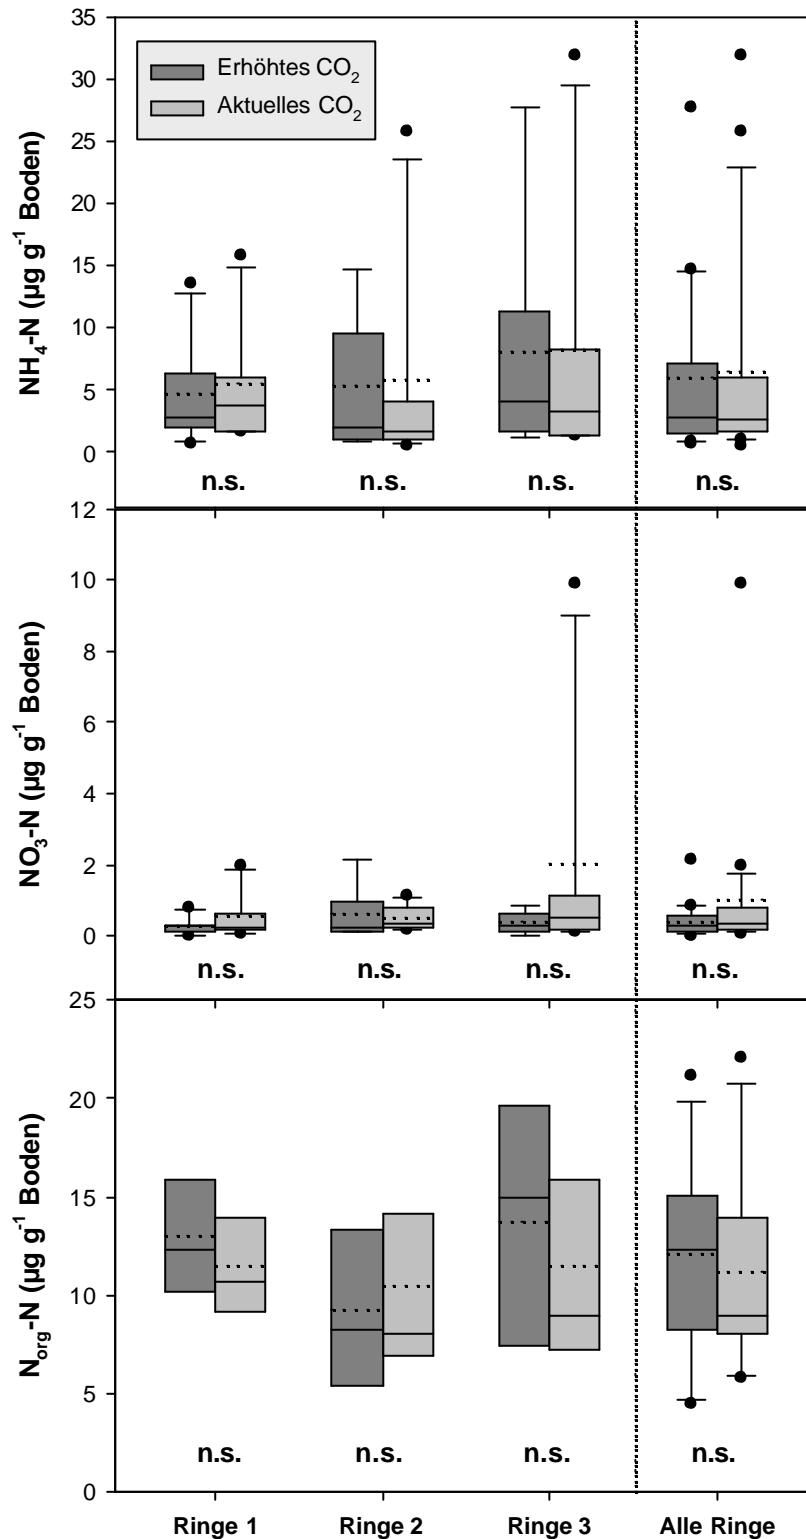 35
30
25
20
15
10
5
0
NH4-N (µg g-1 Boden)
Erhöhtes CO2
Aktuelles CO2
n.s. n.s. n.s. n.s.
12
10
8
6
4
2
0
NO3-N (µg g-1 Boden)
n.s. n.s. n.s. n.s.
25
20
15
10
5
0
Norg-N (µg g-1 Boden)
n.s. n.s. n.s. n.s.
Ringe 1 Ringe 2 Ringe 3 Alle Ringe